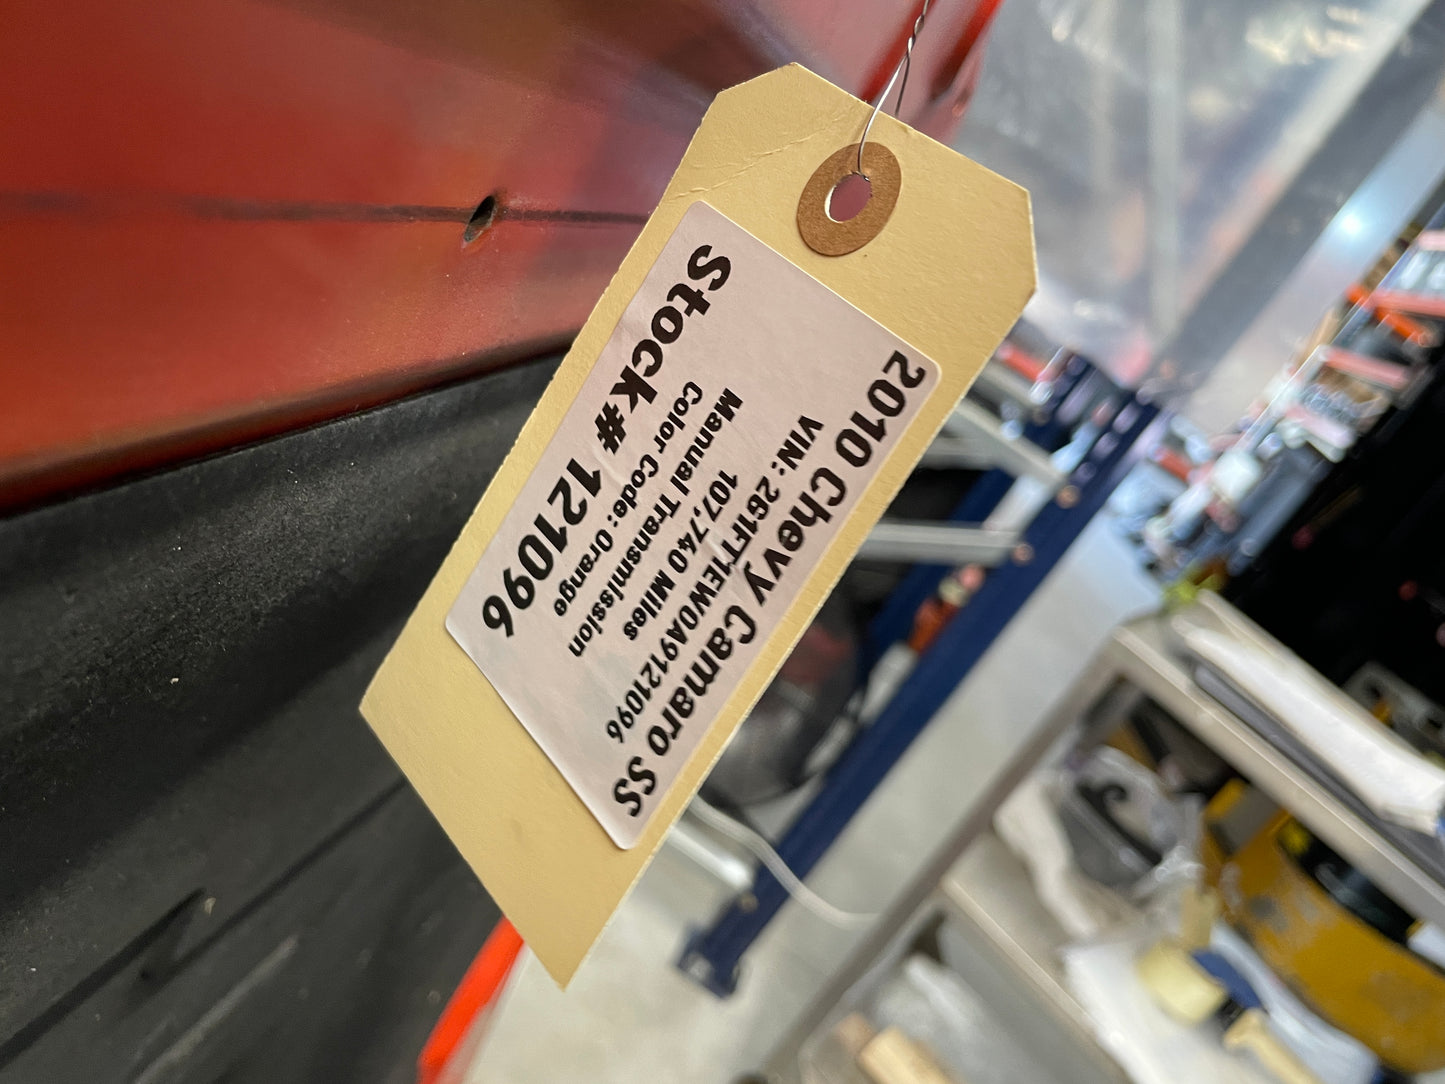 2010 Chevy Camaro SS
VIN: 2G1FT1EW0A9121096
107,740 Miles
Manual Transmission
Color Code: Orange
Stock# 121096